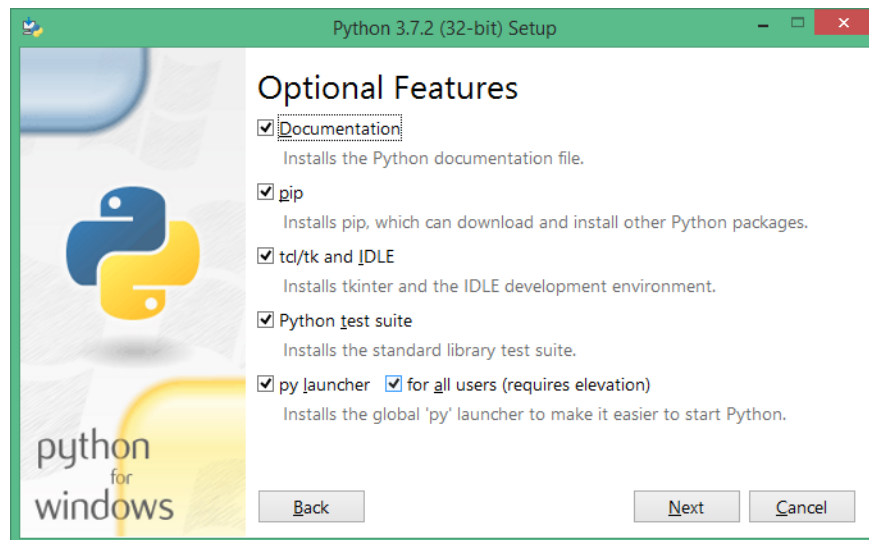 Python 3.7.2 (32-bit) Setup
Optional Features
Documentation
Installs the Python documentation file.
pip
Installs pip, which can download and install other Python packages.
tcl/tk and IDLE
Installs tkinter and the IDLE development environment.
Python test suite
Installs the standard library test suite.
py launcher for all users (requires elevation)
Installs the global 'py' launcher to make it easier to start Python.
python
for
windows
Back Next Cancel